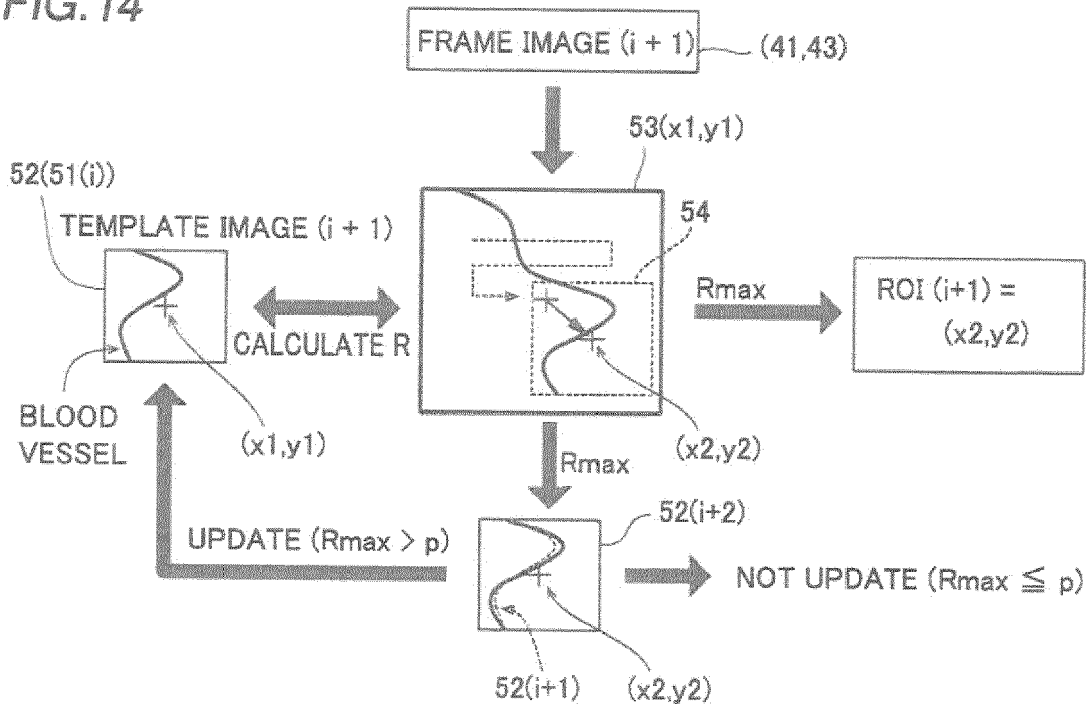 FIG. 14
FRAME IMAGE (i + 1)
(41,43)
53(x1,y1)
52(51(i))
TEMPLATE IMAGE (i + 1)
54
Rmax
ROI (i+1) =
(x2,y2)
CALCULATE R
BLOOD
VESSEL
(x1,y1)
(x2,y2)
Rmax
52(i+2)
UPDATE (Rmax > p)
NOT UPDATE (Rmax ≦ p)
52(i+1)
(x2,y2)